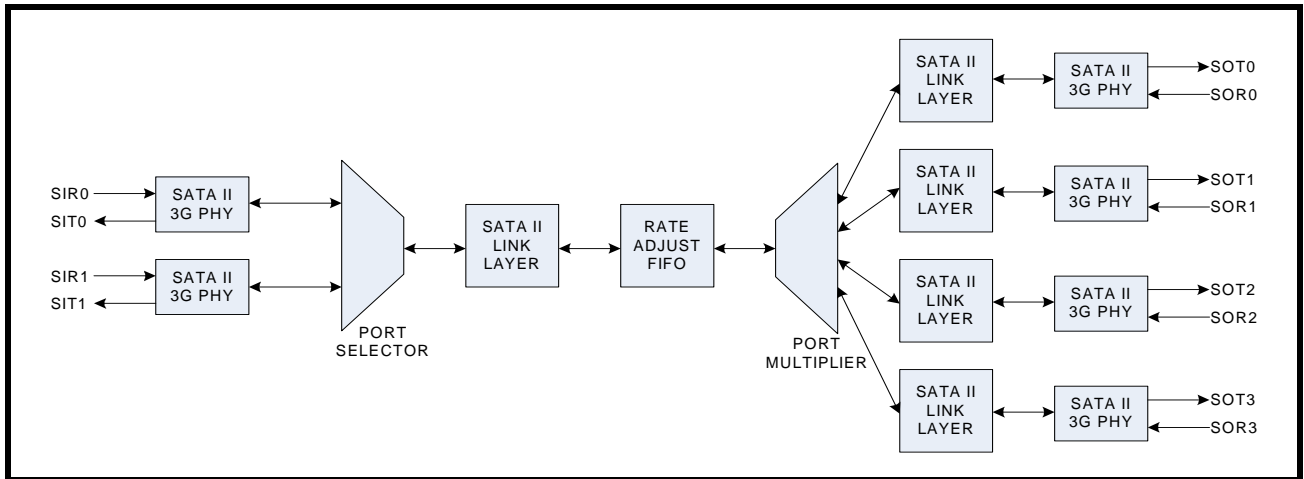 SIR0
SIT0
SATA II
3G PHY
SIR1
SIT1
SATA II
3G PHY
PORT
SELECTOR
SATA II
LINK
LAYER
RATE
ADJUST
FIFO
PORT
MULTIPLIER
SATA II
LINK
LAYER
SATA II
3G PHY
SOT0
SOR0
SATA II
LINK
LAYER
SATA II
3G PHY
SOT1
SOR1
SATA II
LINK
LAYER
SATA II
3G PHY
SOT2
SOR2
SATA II
LINK
LAYER
SATA II
3G PHY
SOT3
SOR3